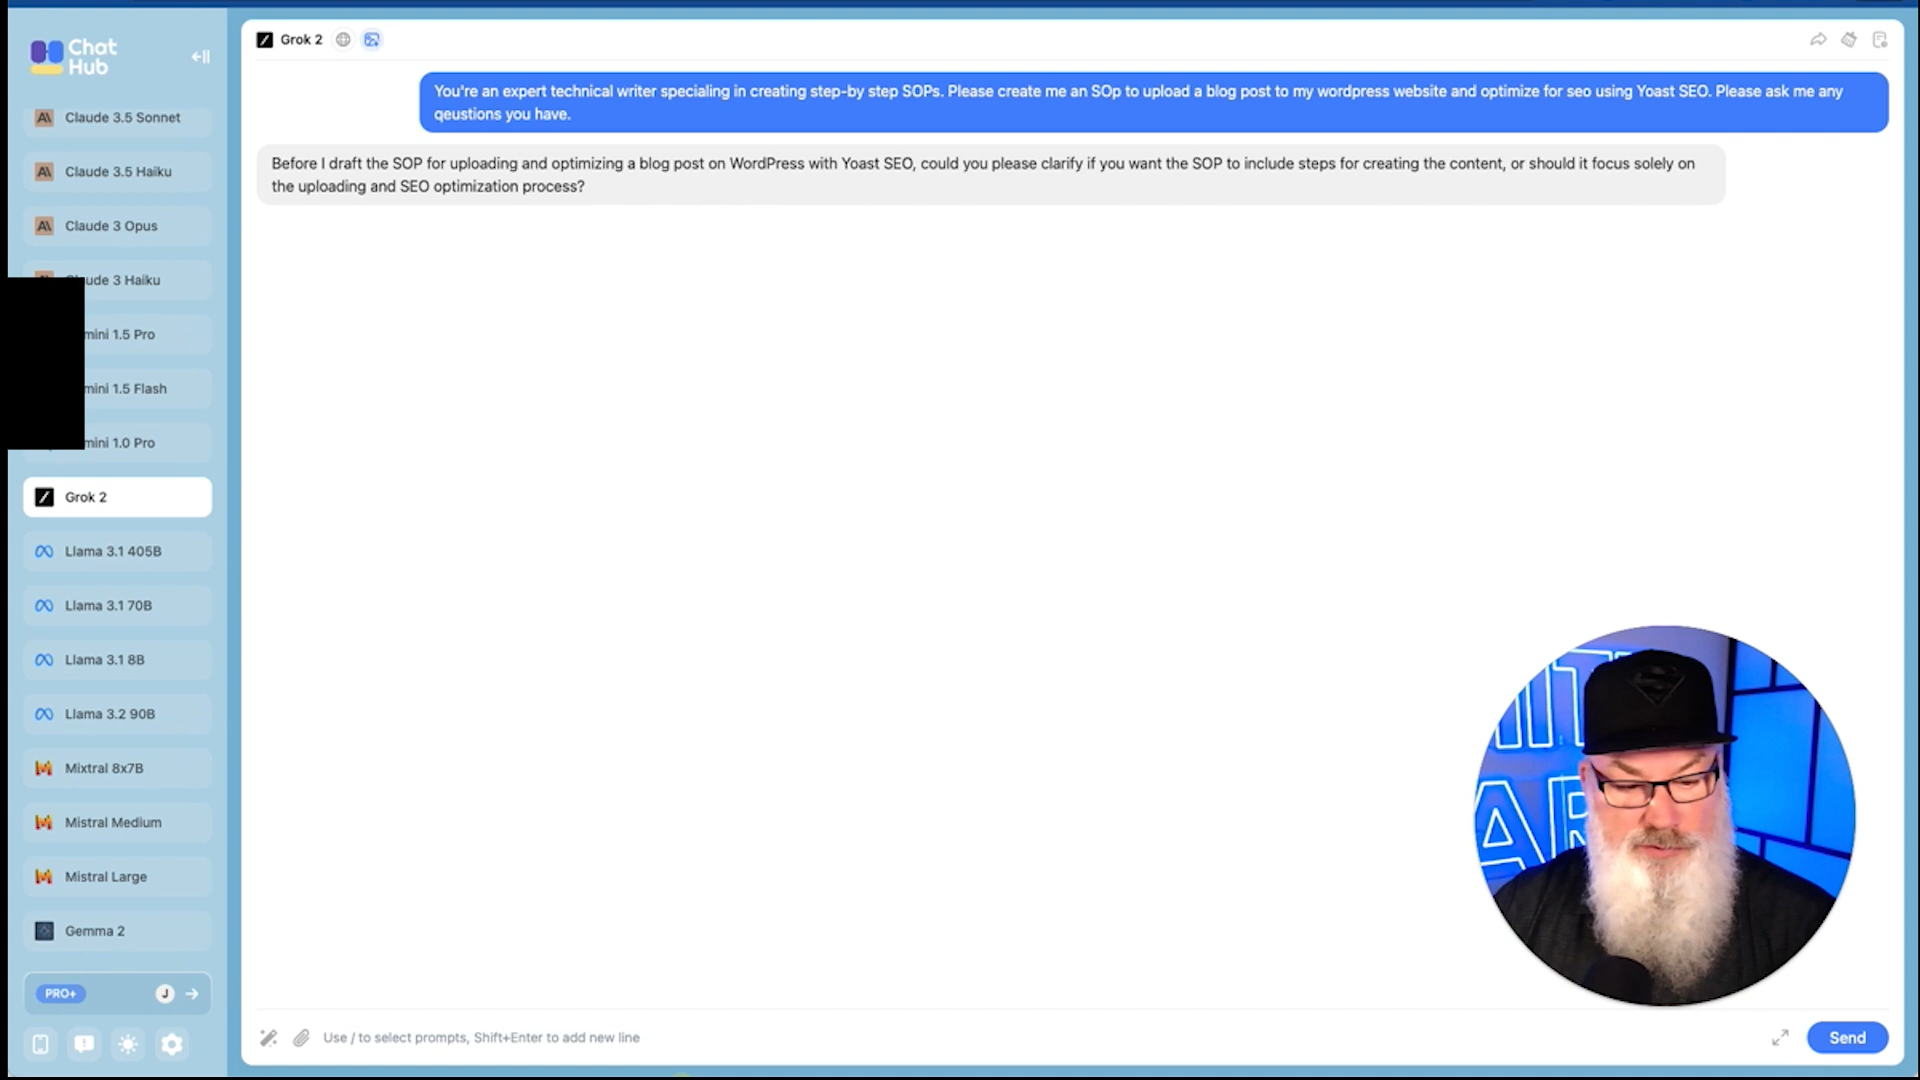 Chat
Hub
Claude 3.5 Sonnet
Claude 3.5 Haiku
Claude 3 Opus
ude 3 Haiku
mini 1.5 Pro
mini 1.5 Flash
mini 1.0 Pro
Grok 2
Llama 3.1 405B
Llama 3.1 70B
Llama 3.1 8B
Llama 3.2 90B
Mixtral 8x7B
Mistral Medium
Mistral Large
Gemma 2
PRO+
J
Grok 2
You're an expert technical writer specialing in creating step-by step SOPs. Please create me an SOp to upload a blog post to my wordpress website and optimize for seo using Yoast SEO. Please ask me any
qeustions you have.
Before I draft the SOP for uploading and optimizing a blog post on WordPress with Yoast SEO, could you please clarify if you want the SOP to include steps for creating the content, or should it focus solely on
the uploading and SEO optimization process?
Use / to select prompts, Shift+Enter to add new line
Send